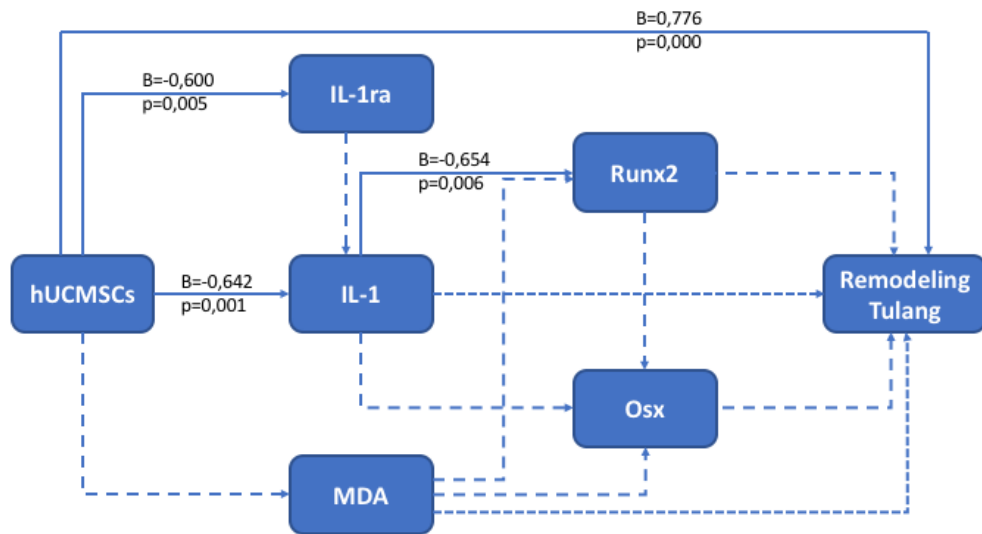 B=0,776
p=0,000
B=-0,600
p=0,005
IL-1ra
B=-0,654
p=0,006
Runx2
hUCMSCs
B=-0,642
p=0,001
IL-1
Remodeling
Tulang
Osx
MDA